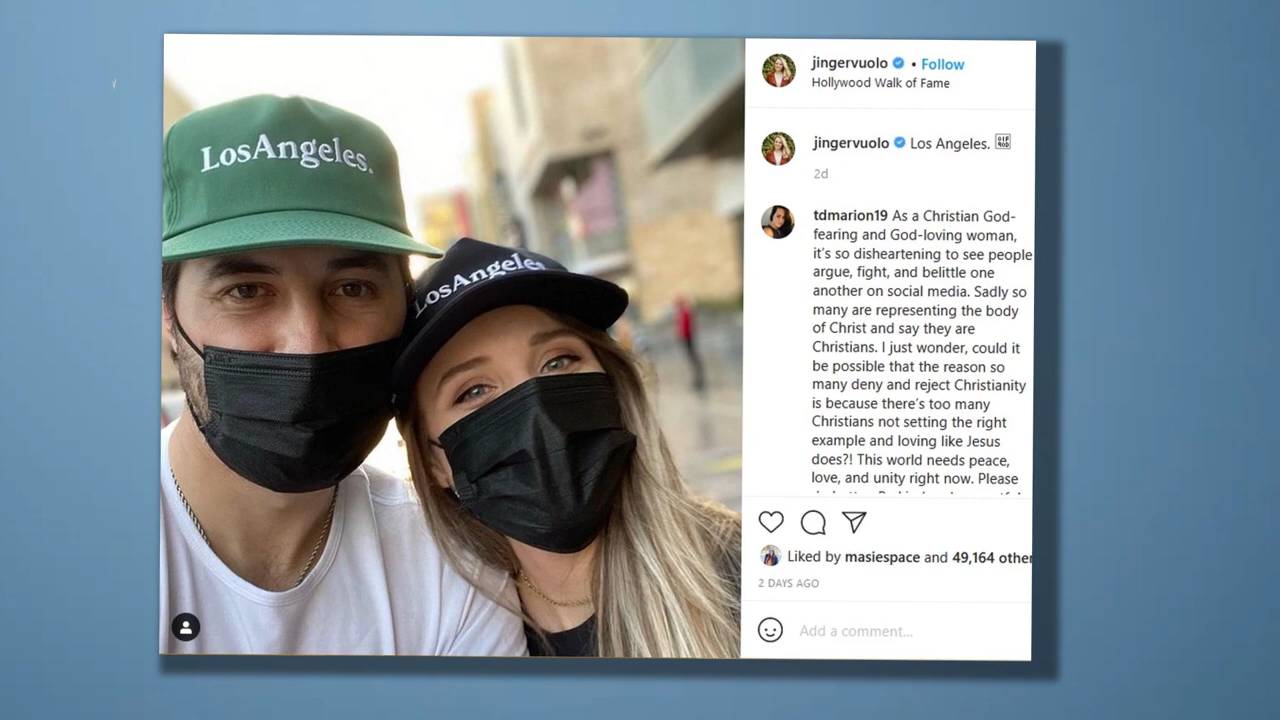 LosAngeles.
LosAngeles
jingervuolo • Follow
Hollywood Walk of Fame
jingervuolo Los Angeles.
2d
tdmarion19 As a Christian God-
fearing and God-loving woman,
it's so disheartening to see people
argue, fight, and belittle one
another on social media. Sadly so
many are representing the body
of Christ and say they are
Christians. I just wonder, could it
be possible that the reason so
many deny and reject Christianity
is because there's too many
Christians not setting the right
example and loving like Jesus
does?! This world needs peace,
love, and unity right now. Please
Liked by masiespace and 49,164 other
2 DAYS AGO
Add a comment...